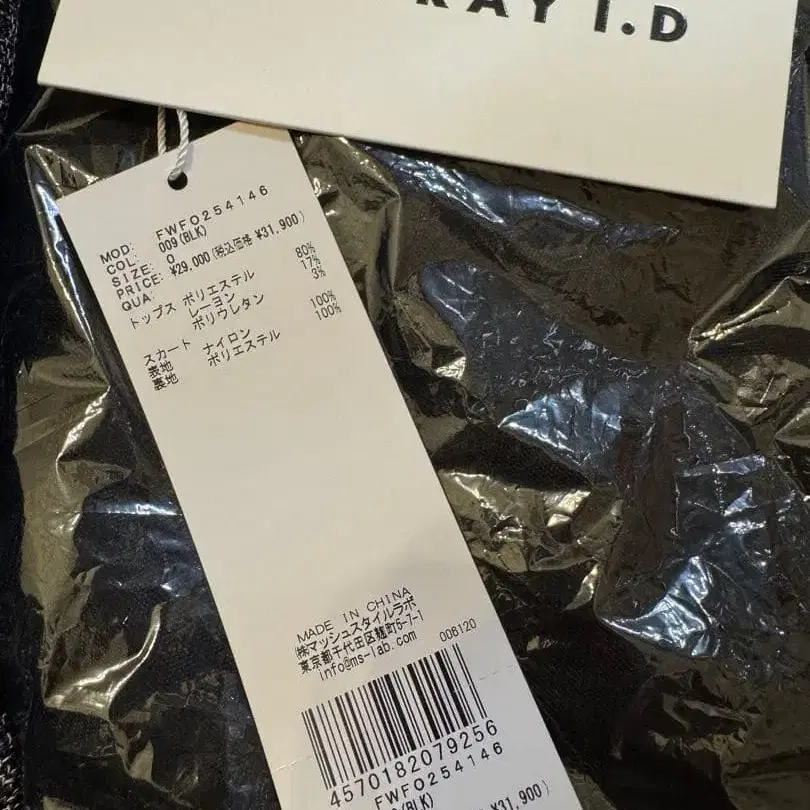 RAY I.D
MOD: FWFO254146
COL: 009(BLK)
SIZE: 0
PRICE: ¥29,000(税込価格 ¥31,900)
QUA:
トップス ポリエステル 80%
レーヨン 17%
ポリウレタン 3%
スカート
表地 ナイロン 100%
裏地 ポリエステル 100%
MADE IN CHINA
㈱マッシュスタイルラボ
東京都千代田区麹町5-7-1
info@ms-lab.com 006120
4570182079256
FWFO254146
(BLK)
¥31,900)